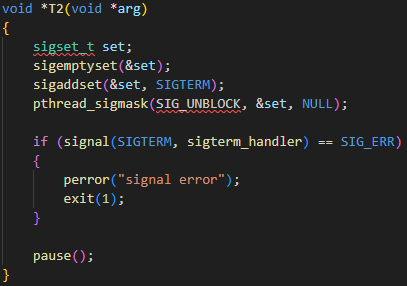 void *T2(void *arg)
{
    sigset_t set;
    sigemptyset(&set);
    sigaddset(&set, SIGTERM);
    pthread_sigmask(SIG_UNBLOCK, &set, NULL);

    if (signal(SIGTERM, sigterm_handler) == SIG_ERR)
    {
        perror("signal error");
        exit(1);
    }

    pause();
}